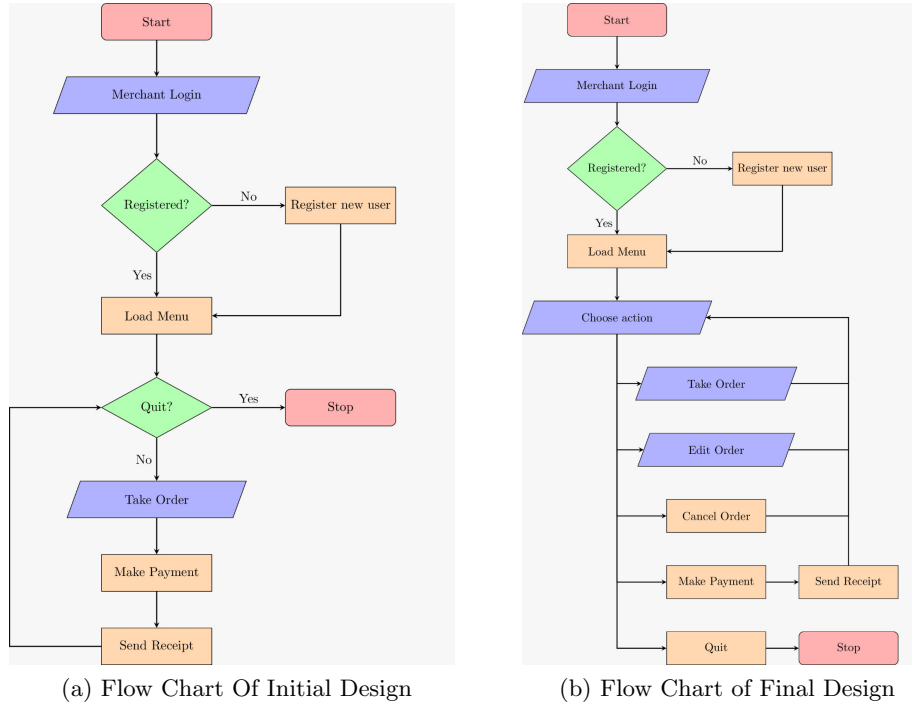 Start
Merchant Login
Registered?
No
Register new user
Yes
Load Menu
Quit?
Yes
Stop
No
Take Order
Make Payment
Send Receipt
(a) Flow Chart Of Initial Design
Start
Merchant Login
Registered?
No
Register new user
Yes
Load Menu
Choose action
Take Order
Edit Order
Cancel Order
Make Payment
Send Receipt
Quit
Stop
(b) Flow Chart of Final Design